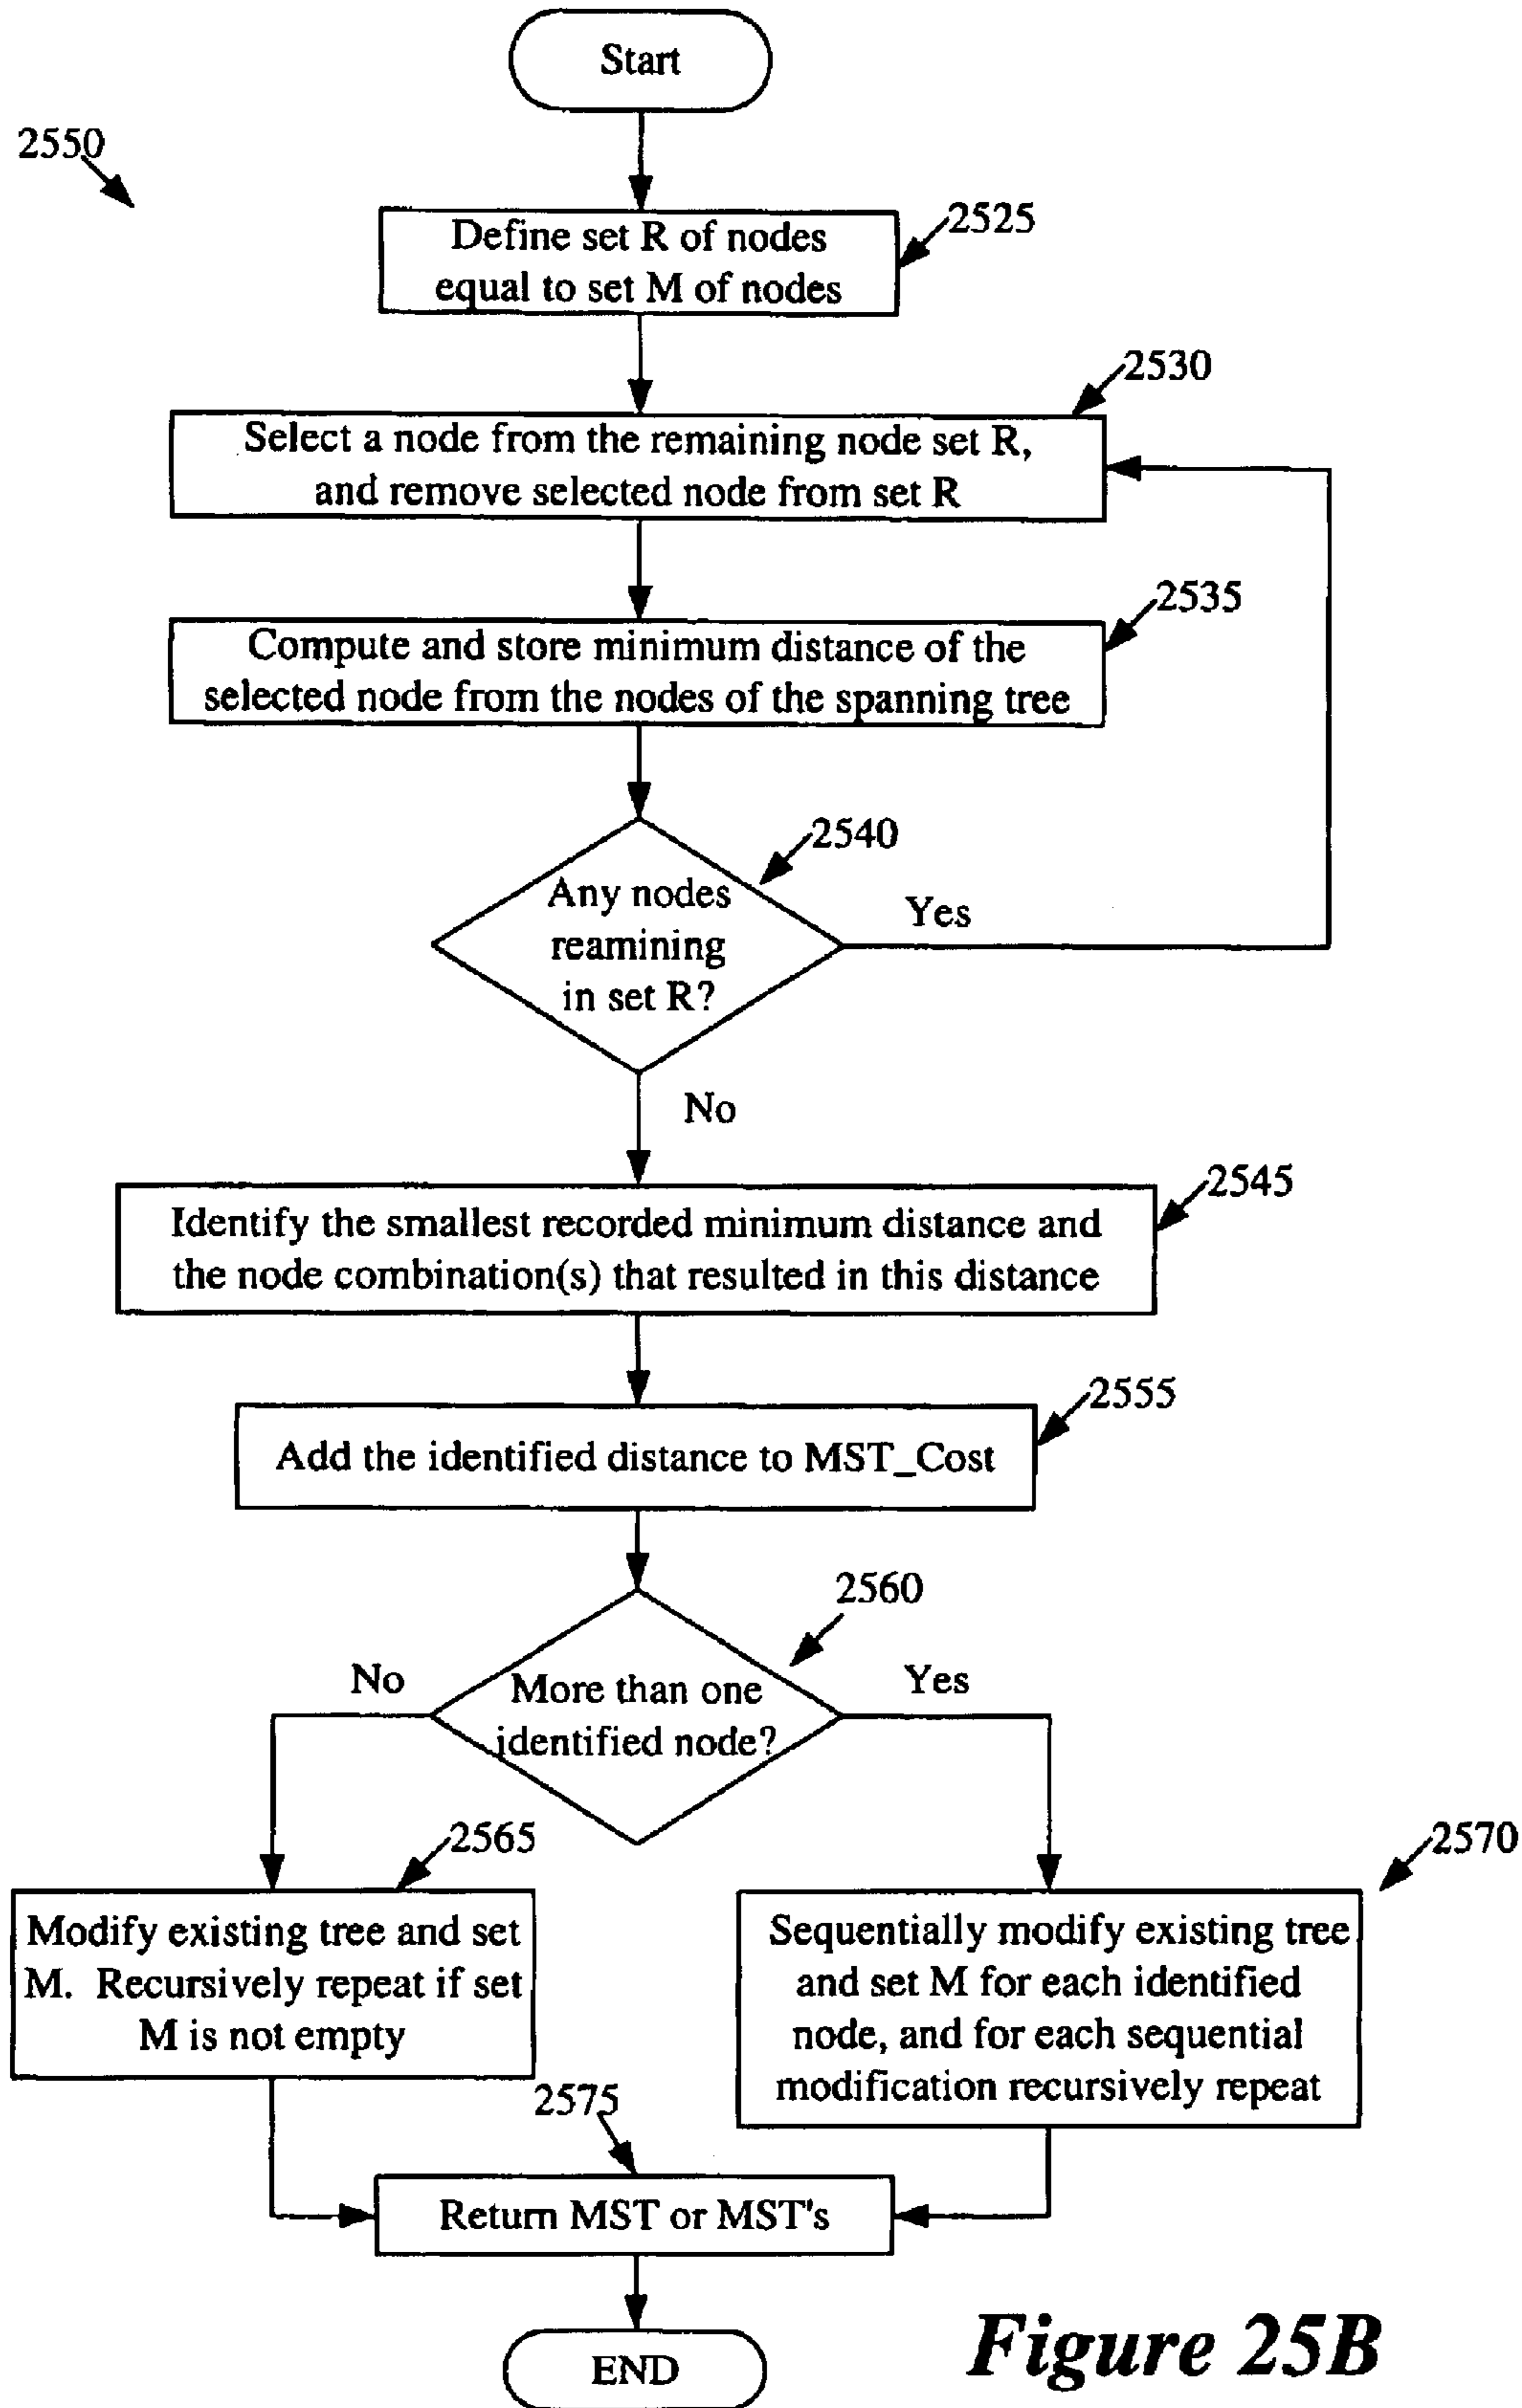 Start
2550
2525
Define set R of nodes
equal to set M of nodes
2530
Select a node from the remaining node set R,
and remove selected node from set R
2535
Compute and store minimum distance of the
selected node from the nodes of the spanning tree
2540
Any nodes
reamining
in set R?
Yes
No
2545
Identify the smallest recorded minimum distance and
the node combination(s) that resulted in this distance
2555
Add the identified distance to MST_Cost
2560
No
More than one
identified node?
Yes
2565
Modify existing tree and set
M. Recursively repeat if set
M is not empty
2570
Sequentially modify existing tree
and set M for each identified
node, and for each sequential
modification recursively repeat
2575
Return MST or MST's
END
Figure 25B